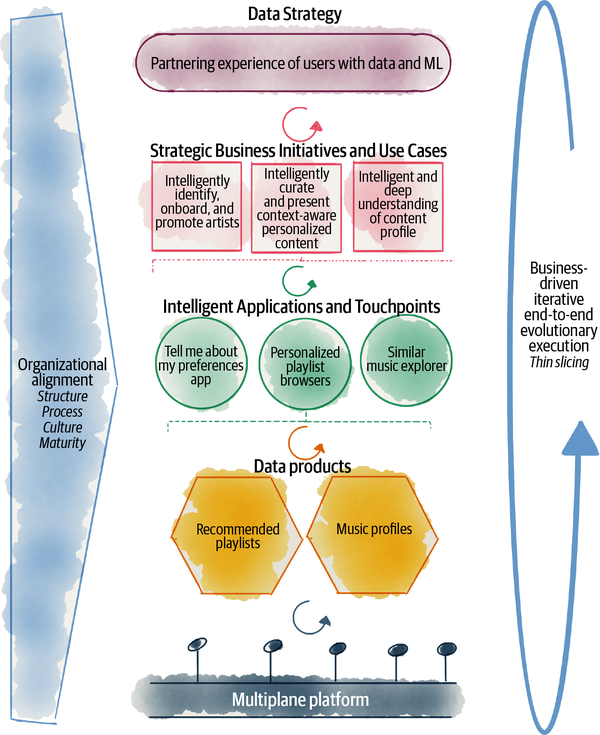 Data Strategy
Partnering experience of users with data and ML
Strategic Business Initiatives and Use Cases
Intelligently
identify,
onboard, and
promote artists
Intelligently
curate
and present
context-aware
personalized
content
Intelligent and
deep
understanding
of content
profile
Intelligent Applications and Touchpoints
Tell me about
my preferences
app
Personalized
playlist
browsers
Similar
music explorer
Data products
Recommended
playlists
Music profiles
Multiplane platform
Organizational
alignment
Structure
Process
Culture
Maturity
Business-
driven
iterative
end-to-end
evolutionary
execution
Thin slicing